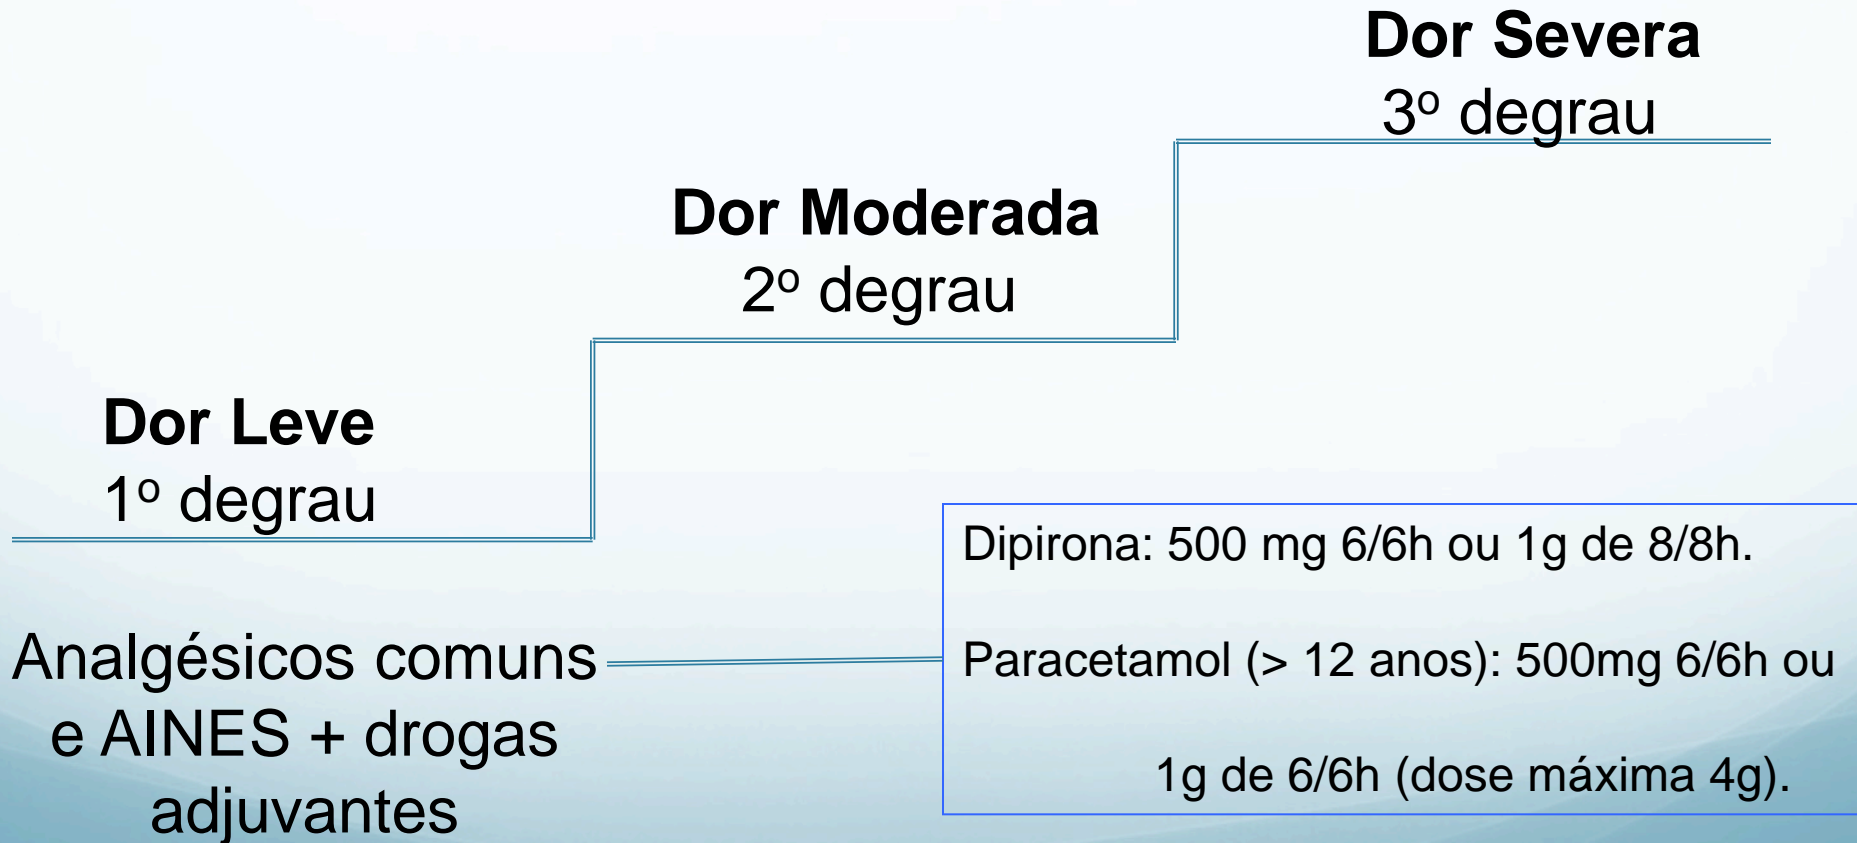 Dor Severa
3º degrau
Dor Moderada
2º degrau
Dor Leve
1º degrau
Analgésicos comuns
e AINES + drogas
adjuvantes
Dipirona: 500 mg 6/6h ou 1g de 8/8h.
Paracetamol (> 12 anos): 500mg 6/6h ou
1g de 6/6h (dose máxima 4g).